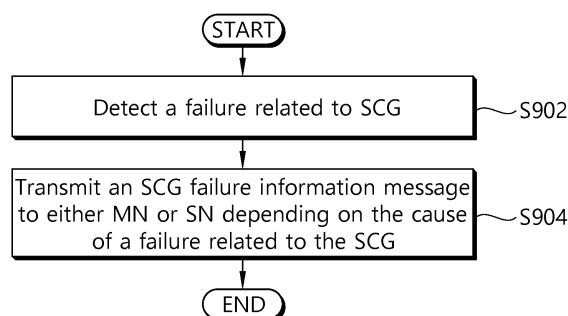 START
Detect a failure related to SCG
S902
Transmit an SCG failure information message
to either MN or SN depending on the cause
of a failure related to the SCG
S904
END